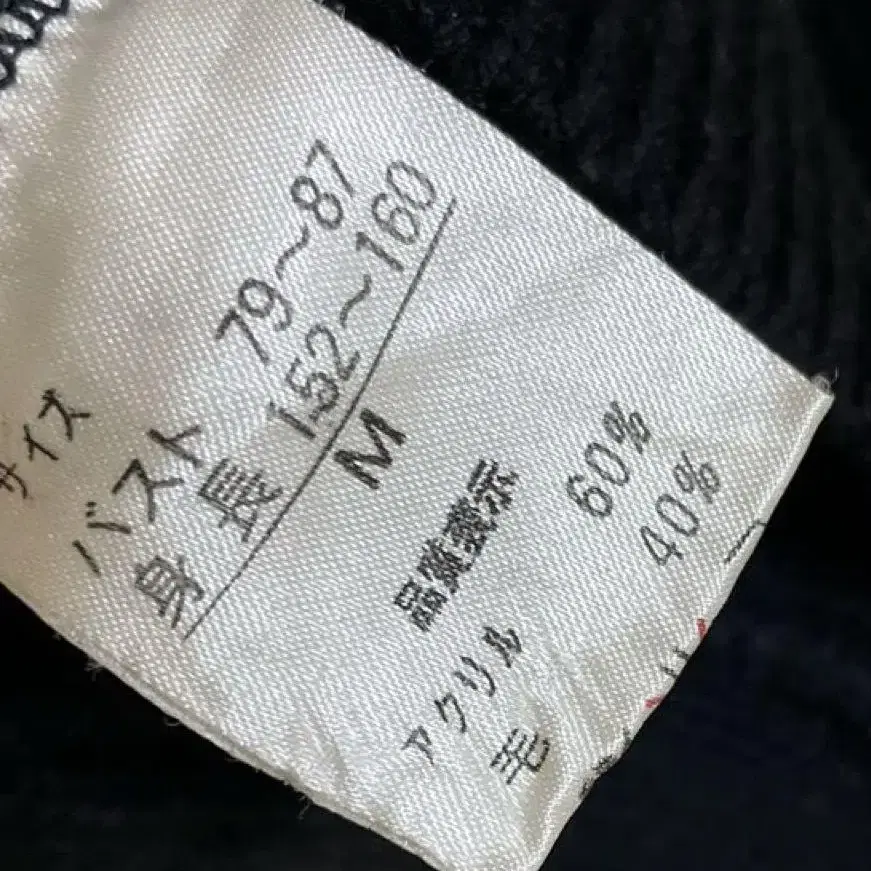 サイズ
バスト 79～87
身長 152～160
M
品質表示
アクリル 60%
毛 40%